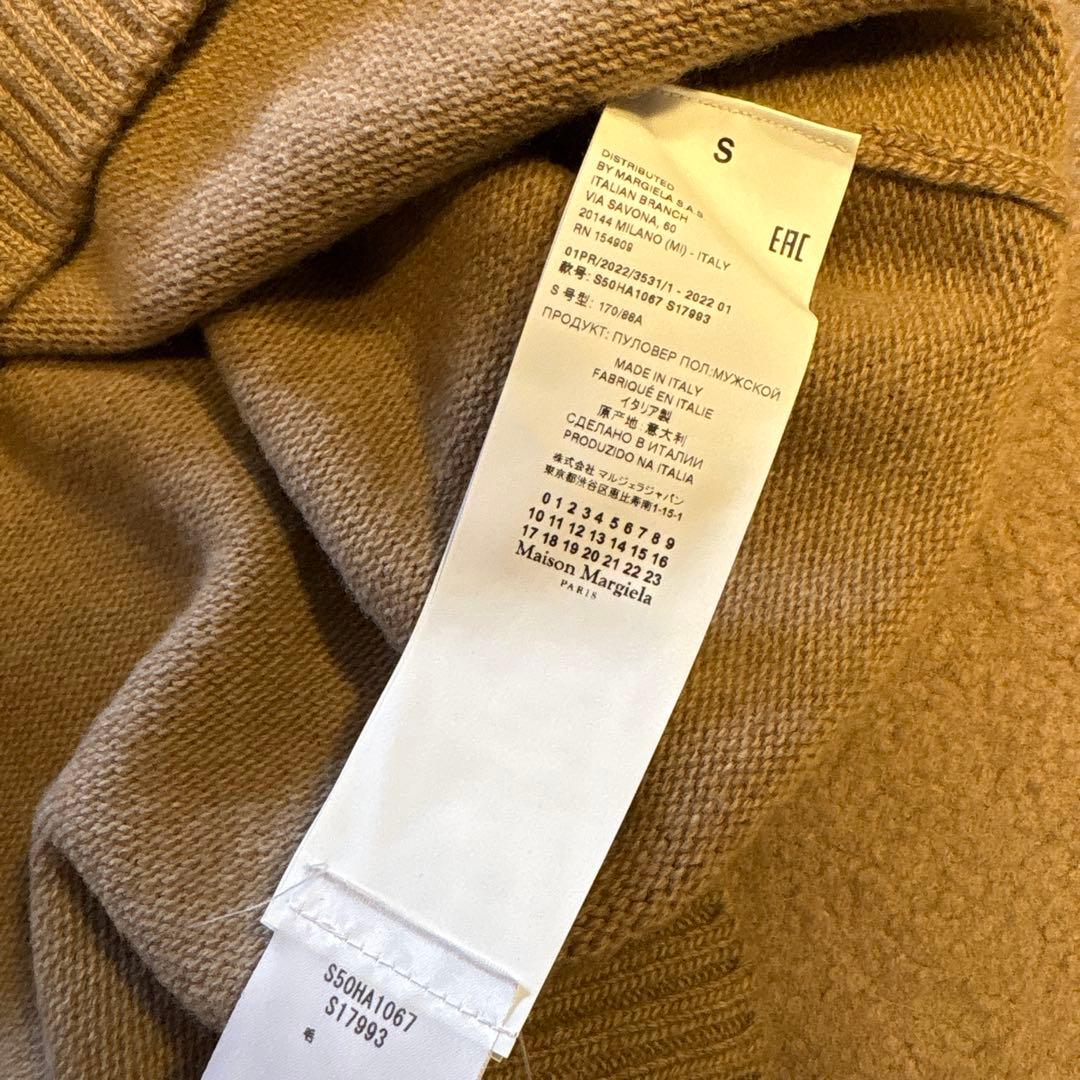 S
DISTRIBUTED
BY MARGIELA S.A.S
ITALIAN BRANCH
VIA SAVONA, 60
20144 MILANO (MI) - ITALY
RN 154909
EAC
01PR/2022/3531/1 - 2022 01
款号: S50HA1067 S17993
S 号型: 170/88A
ПРОДУКТ: ПУЛОВЕР ПОЛ:МУЖСКОЙ
MADE IN ITALY
FABRIQUÉ EN ITALIE
イタリア製
原产地 意大利
СДЕЛАНО В ИТАЛИИ
PRODUZIDO NA ITALIA
株式会社 マルジェラジャパン
東京都渋谷区恵比寿南1-15-1
0 1 2 3 4 5 6 7 8 9
10 11 12 13 14 15 16
17 18 19 20 21 22 23
Maison Margiela
PARIS
S50HA1067
S17993
毛